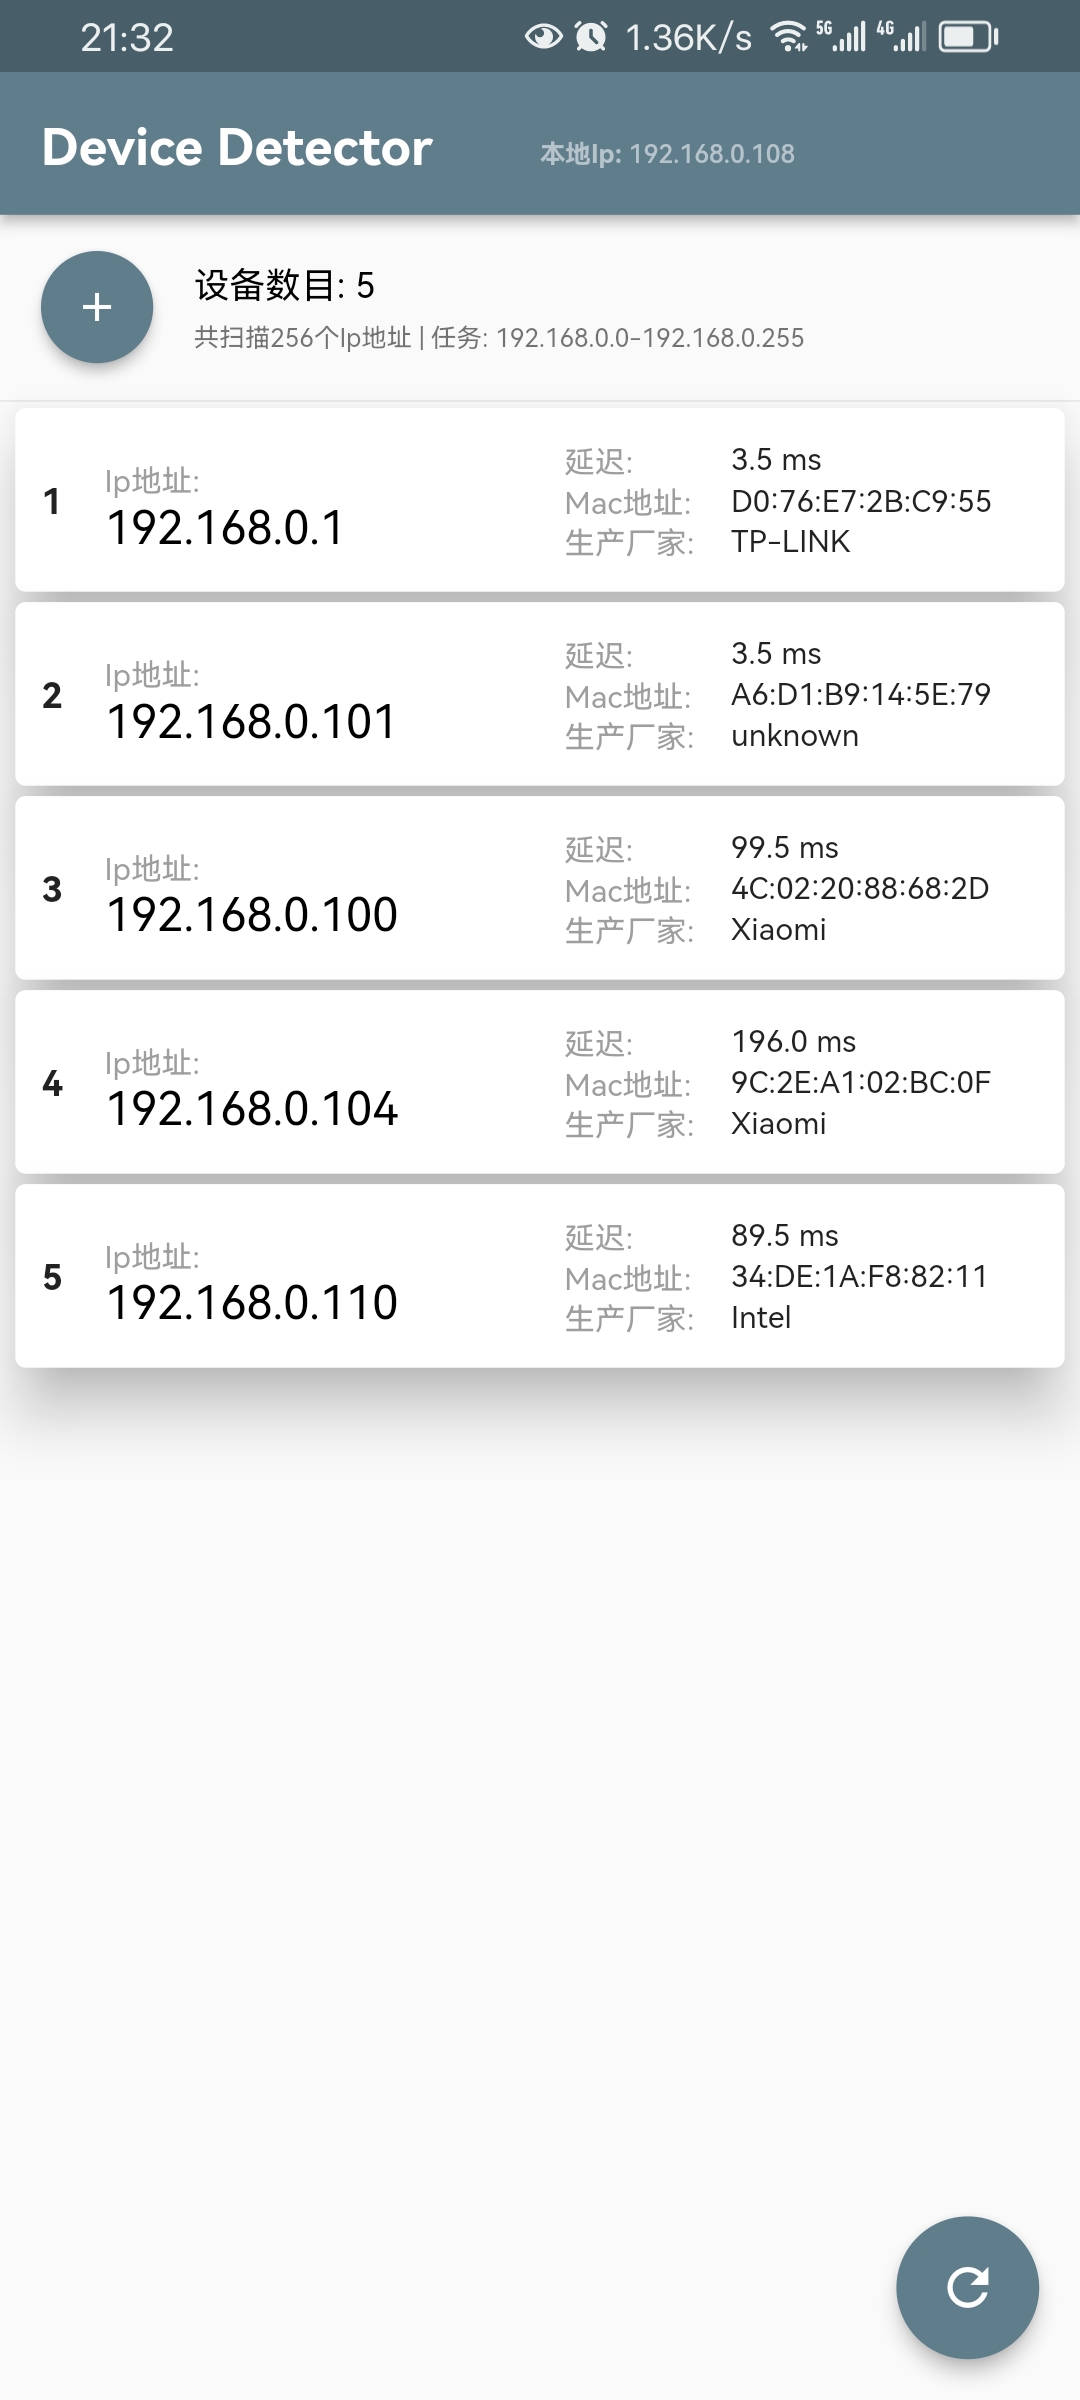 21:32 1.36K/s 5G 4G
Device Detector 本地Ip: 192.168.0.108
设备数目: 5
共扫描256个Ip地址 | 任务: 192.168.0.0-192.168.0.255
1
Ip地址:
192.168.0.1
延迟: 3.5 ms
Mac地址: D0:76:E7:2B:C9:55
生产厂家: TP-LINK
2
Ip地址:
192.168.0.101
延迟: 3.5 ms
Mac地址: A6:D1:B9:14:5E:79
生产厂家: unknown
3
Ip地址:
192.168.0.100
延迟: 99.5 ms
Mac地址: 4C:02:20:88:68:2D
生产厂家: Xiaomi
4
Ip地址:
192.168.0.104
延迟: 196.0 ms
Mac地址: 9C:2E:A1:02:BC:0F
生产厂家: Xiaomi
5
Ip地址:
192.168.0.110
延迟: 89.5 ms
Mac地址: 34:DE:1A:F8:82:11
生产厂家: Intel